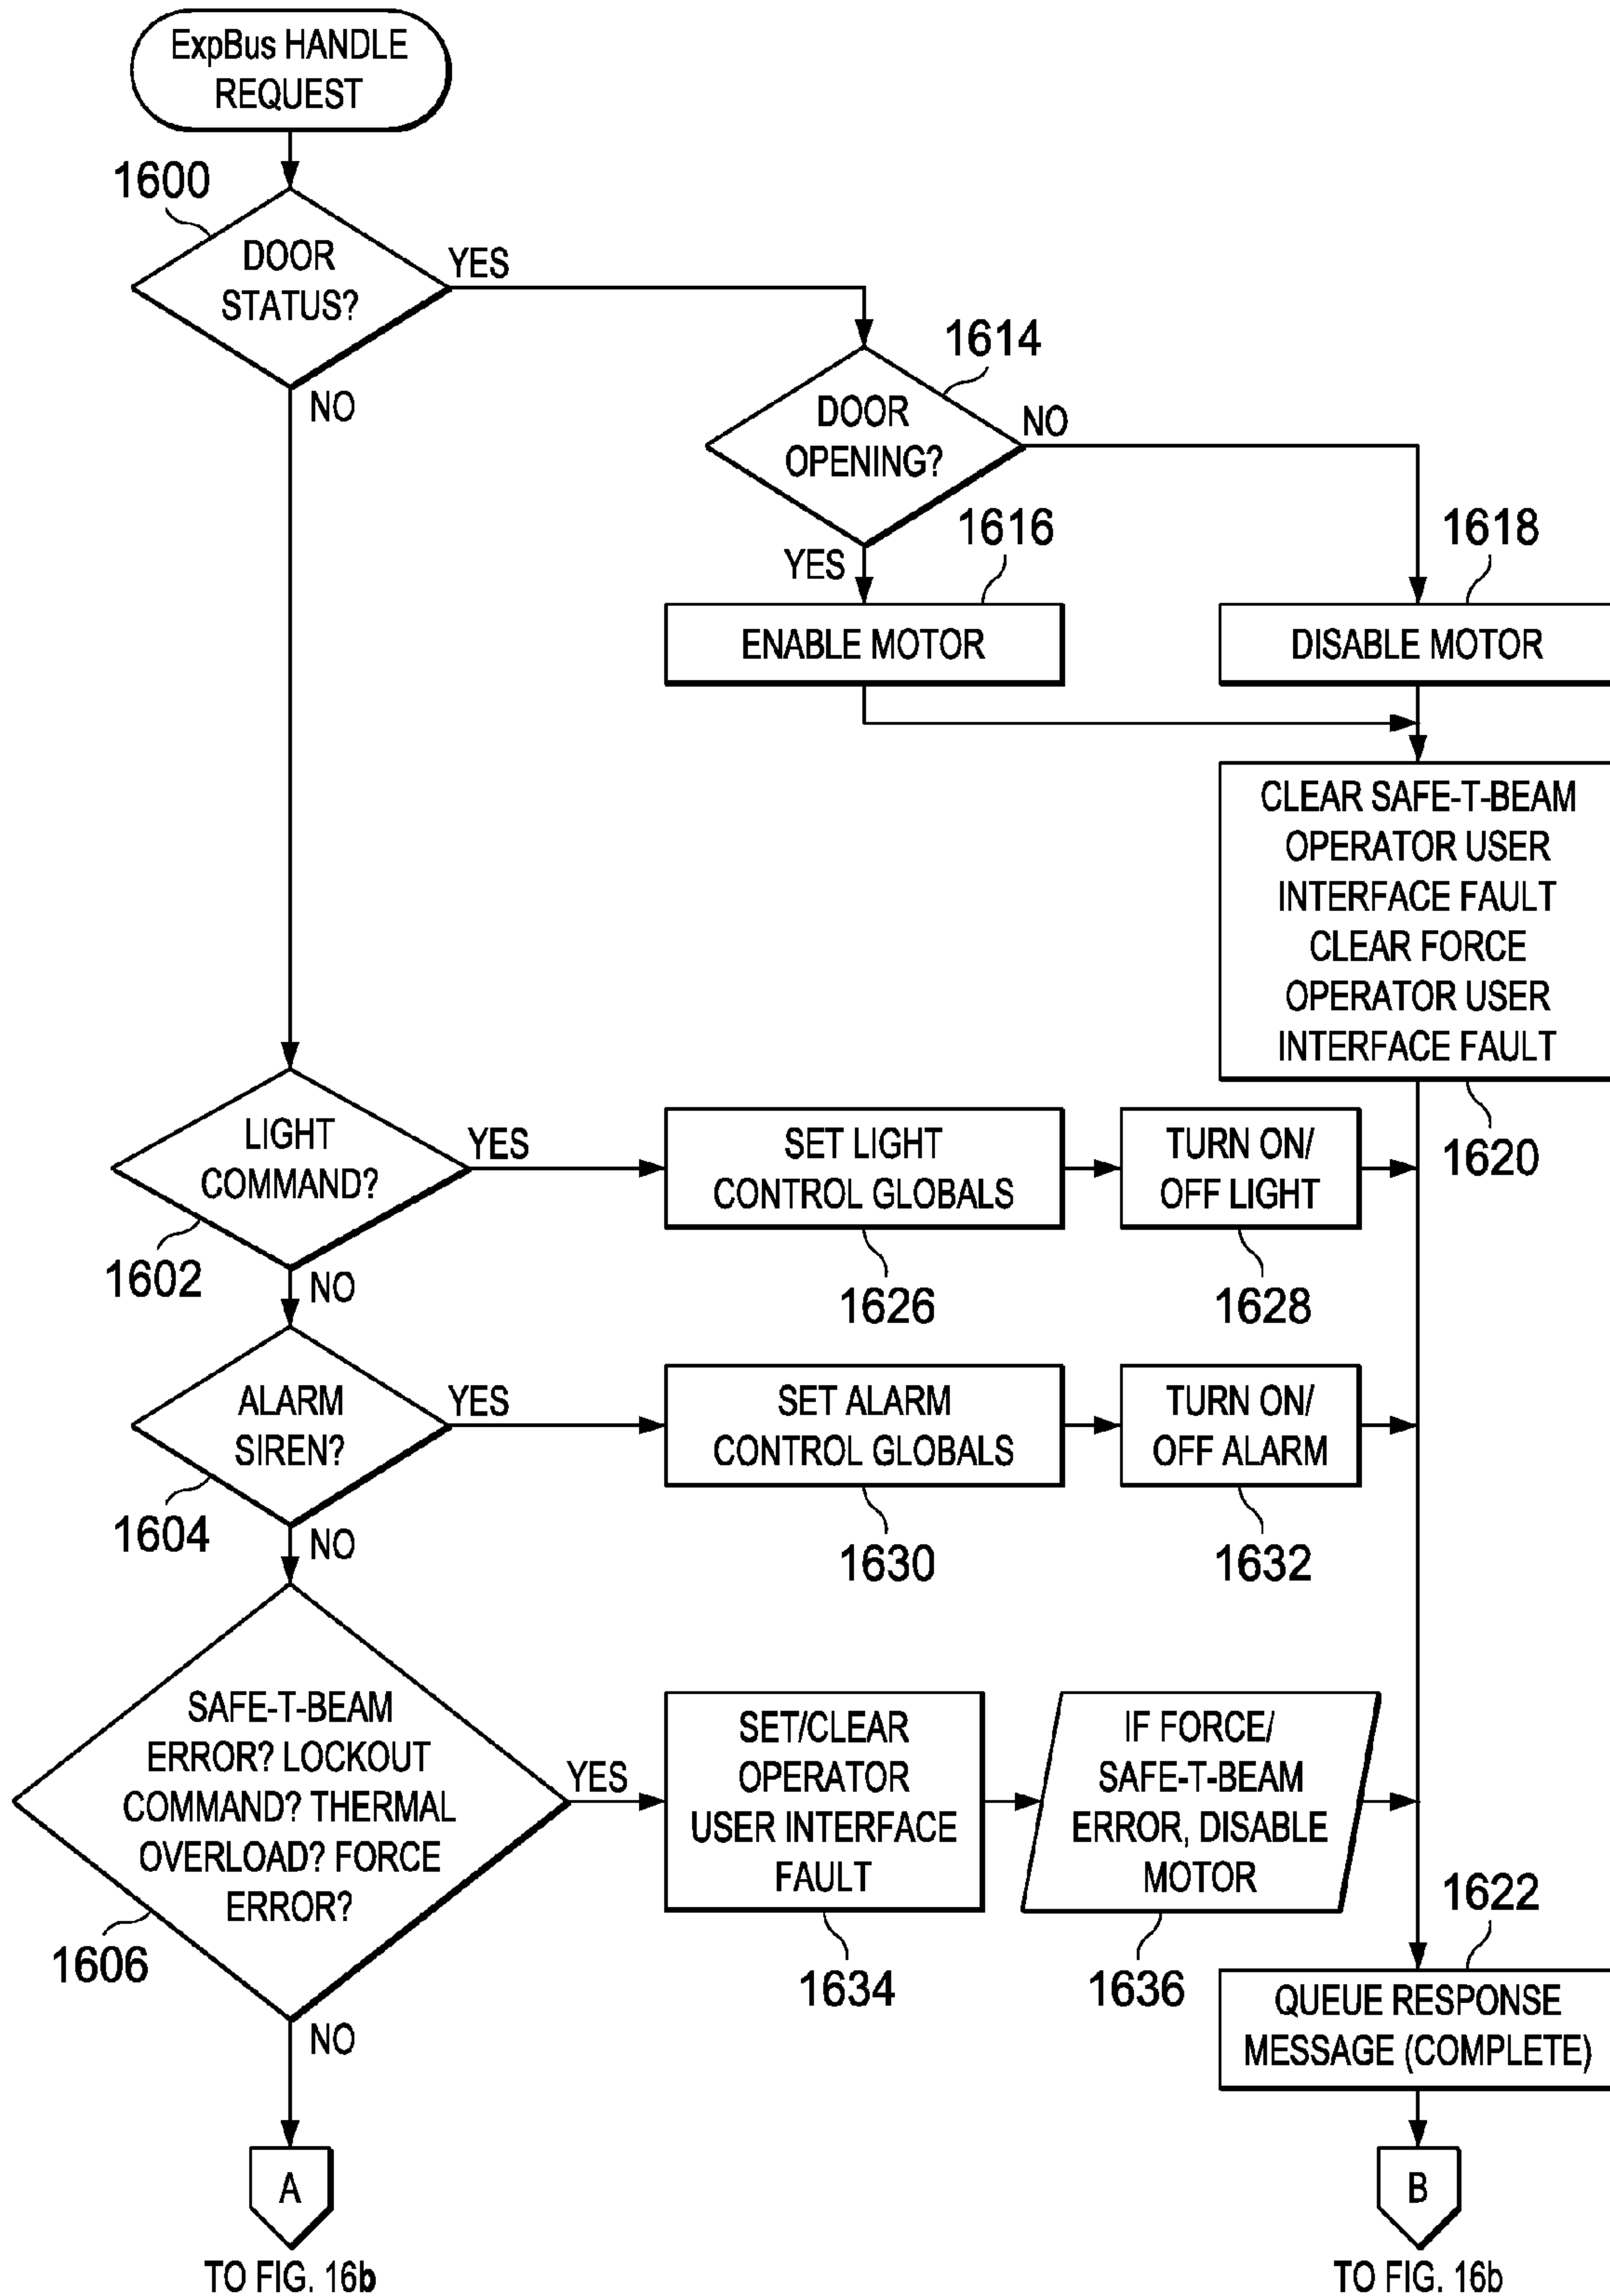 ExpBus HANDLE
REQUEST
1600
DOOR
STATUS?
YES
NO
1614
DOOR
OPENING?
NO
YES
1616
1618
ENABLE MOTOR
DISABLE MOTOR
CLEAR SAFE-T-BEAM
OPERATOR USER
INTERFACE FAULT
CLEAR FORCE
OPERATOR USER
INTERFACE FAULT
1620
LIGHT
COMMAND?
YES
1602
NO
SET LIGHT
CONTROL GLOBALS
1626
TURN ON/
OFF LIGHT
1628
ALARM
SIREN?
YES
1604
NO
SET ALARM
CONTROL GLOBALS
1630
TURN ON/
OFF ALARM
1632
SAFE-T-BEAM
ERROR? LOCKOUT
COMMAND? THERMAL
OVERLOAD? FORCE
ERROR?
YES
1606
NO
SET/CLEAR
OPERATOR
USER INTERFACE
FAULT
1634
IF FORCE/
SAFE-T-BEAM
ERROR, DISABLE
MOTOR
1636
1622
QUEUE RESPONSE
MESSAGE (COMPLETE)
A
TO FIG. 16b
B
TO FIG. 16b